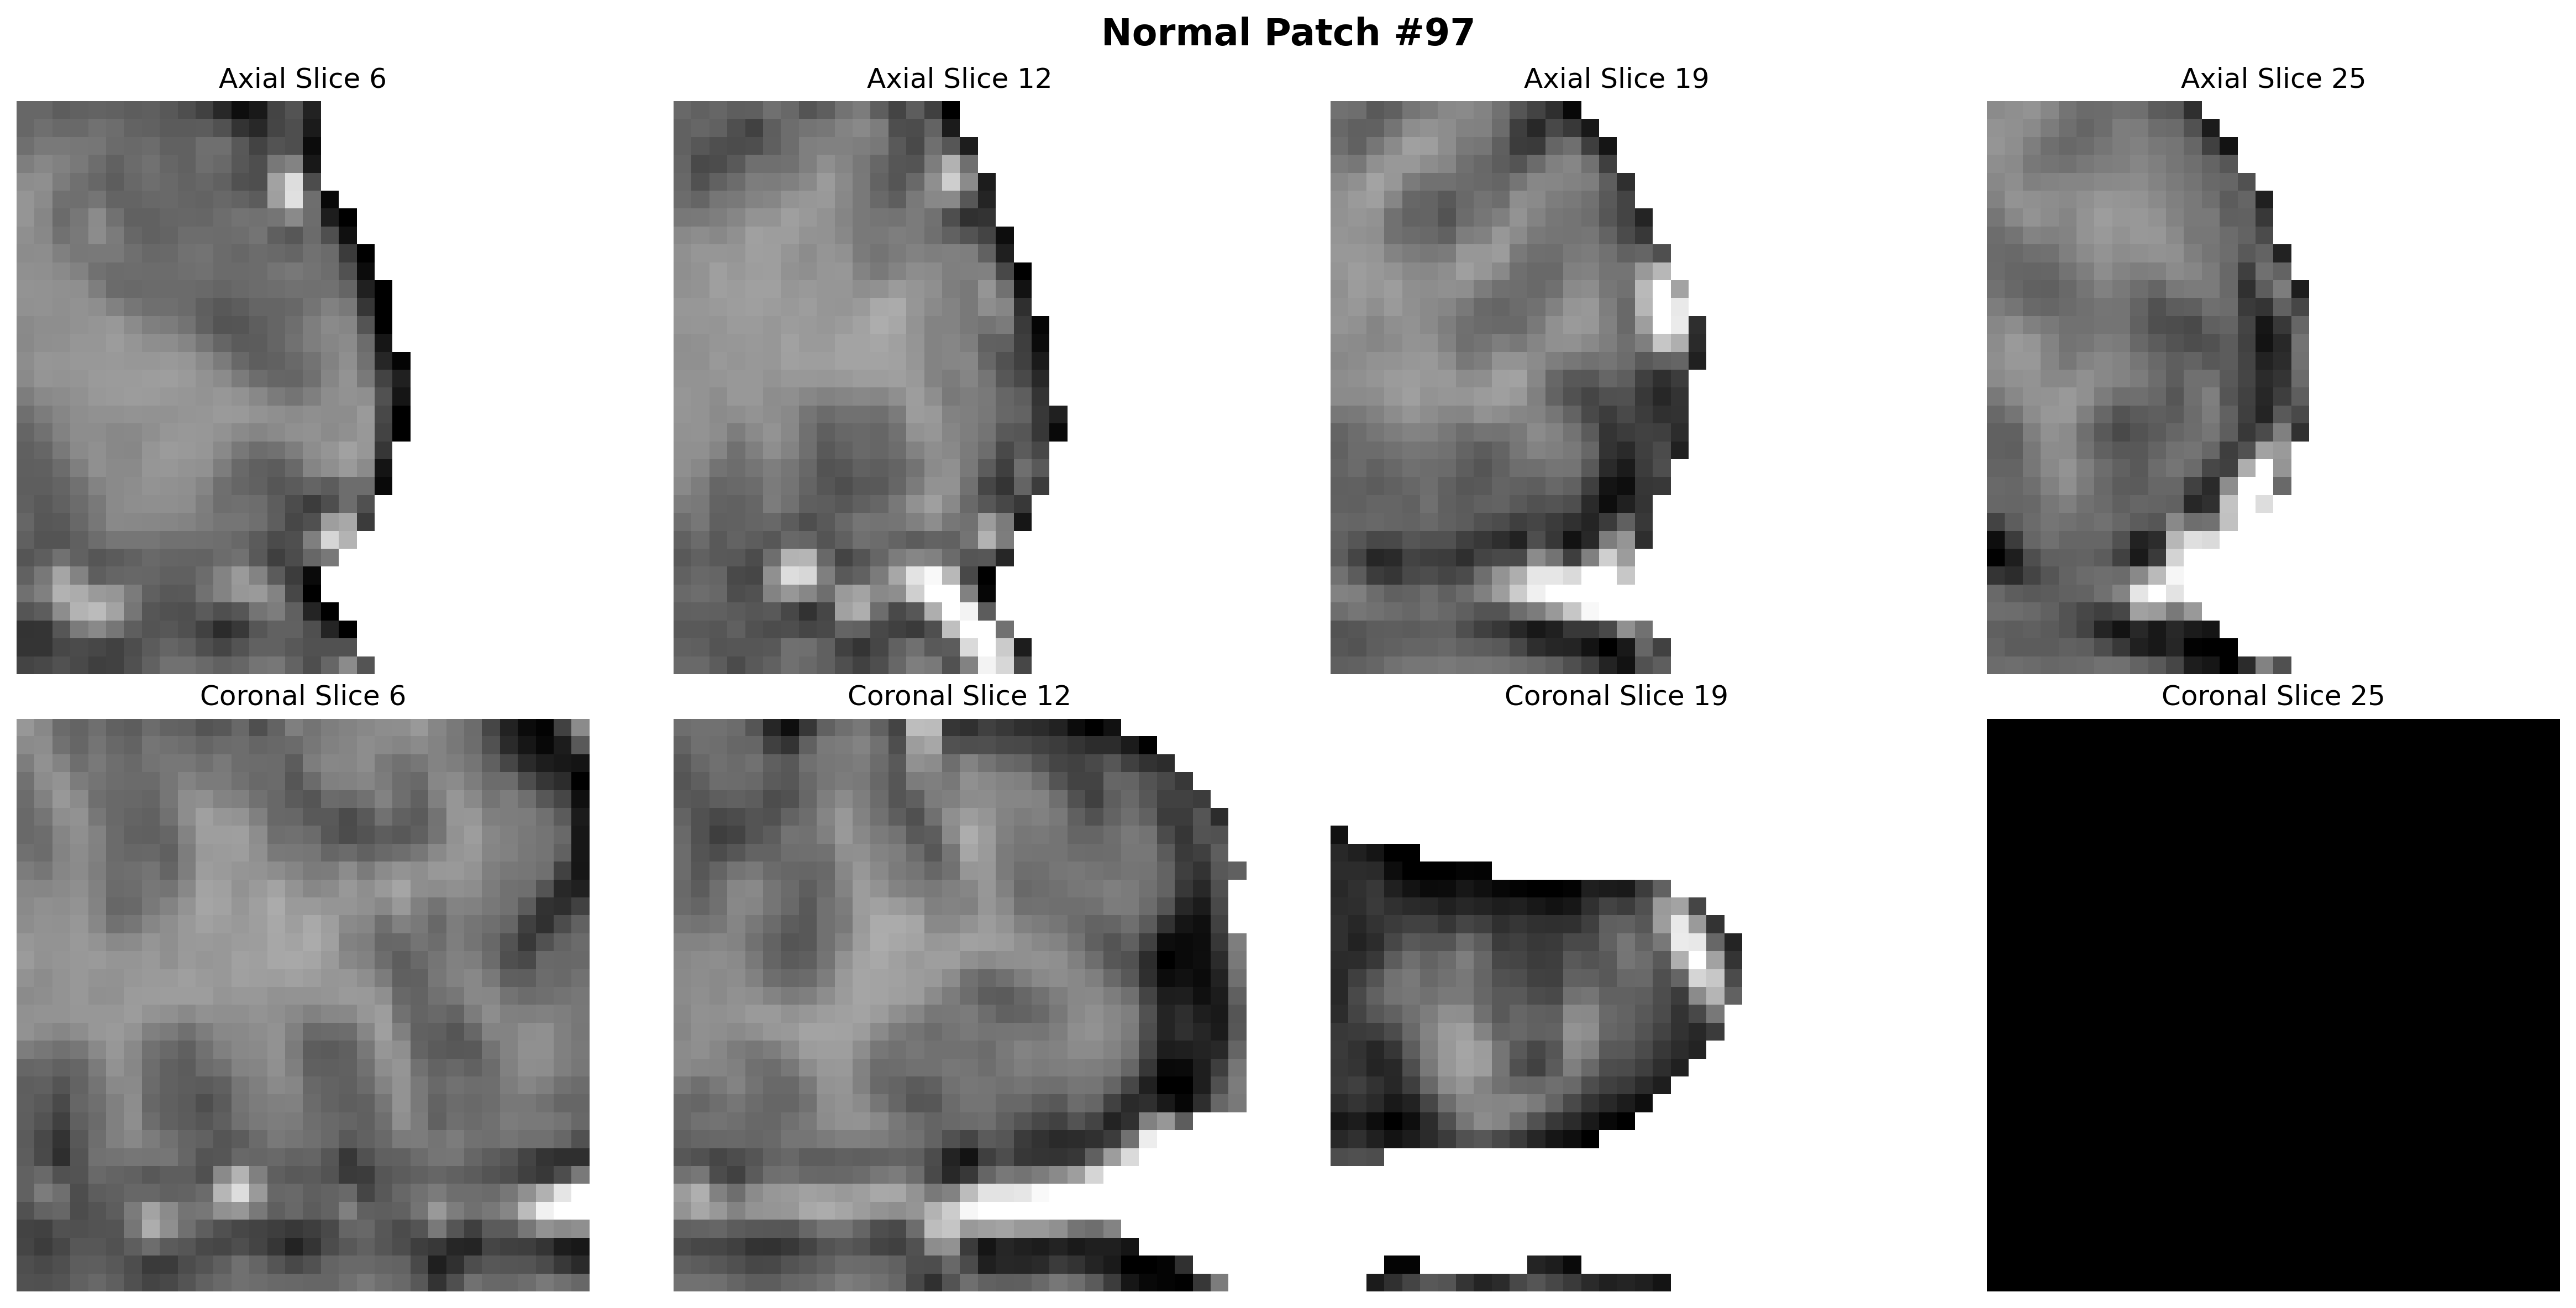 Normal Patch #97
Axial Slice 6
Axial Slice 12
Axial Slice 19
Axial Slice 25
Coronal Slice 6
Coronal Slice 12
Coronal Slice 19
Coronal Slice 25